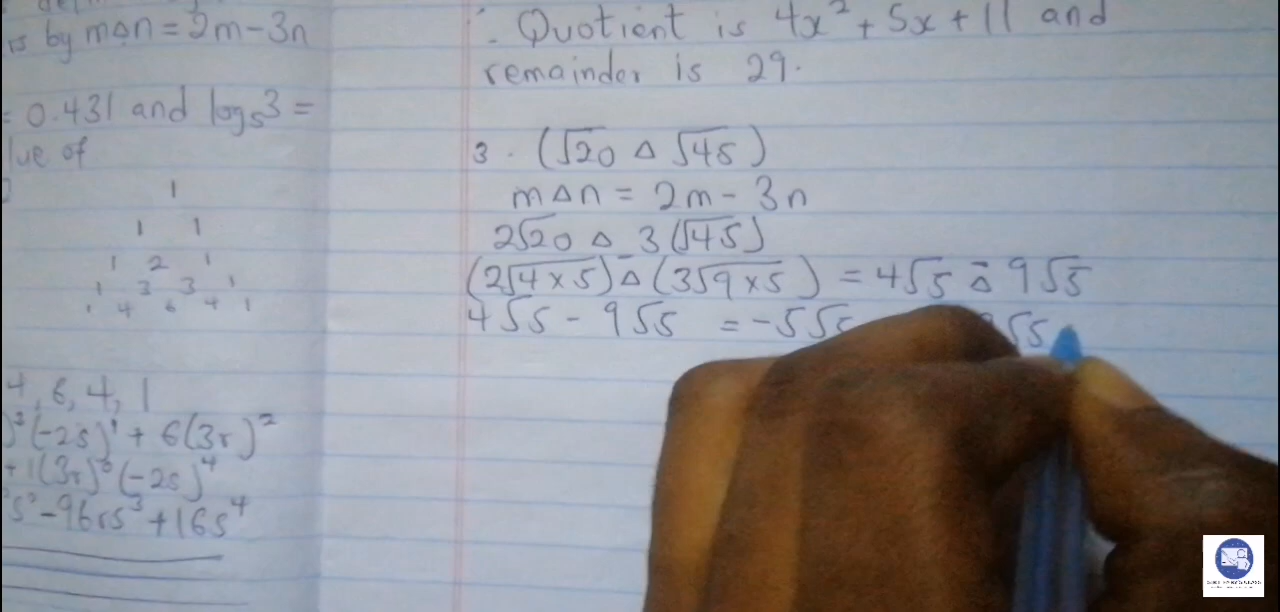 is by m△n = 2m - 3n
= 0.431 and log₅3 =
lue of
1
1 1
1 2 1
1 3 3 1
1 4 6 4 1
4, 6, 4, 1
)³(-2s)¹ + 6(3r)²
+ 1(3r)⁰(-2s)⁴
s² - 96rs³ + 16s⁴
∴ Quotient is 4x² + 5x + 11 and
remainder is 29.
3. (√20 △ √45)
m△n = 2m - 3n
2√20 △ 3(√45)
(2√4×5) △ (3√9×5) = 4√5 △ 9√5
4√5 - 9√5 = -5√5
√5